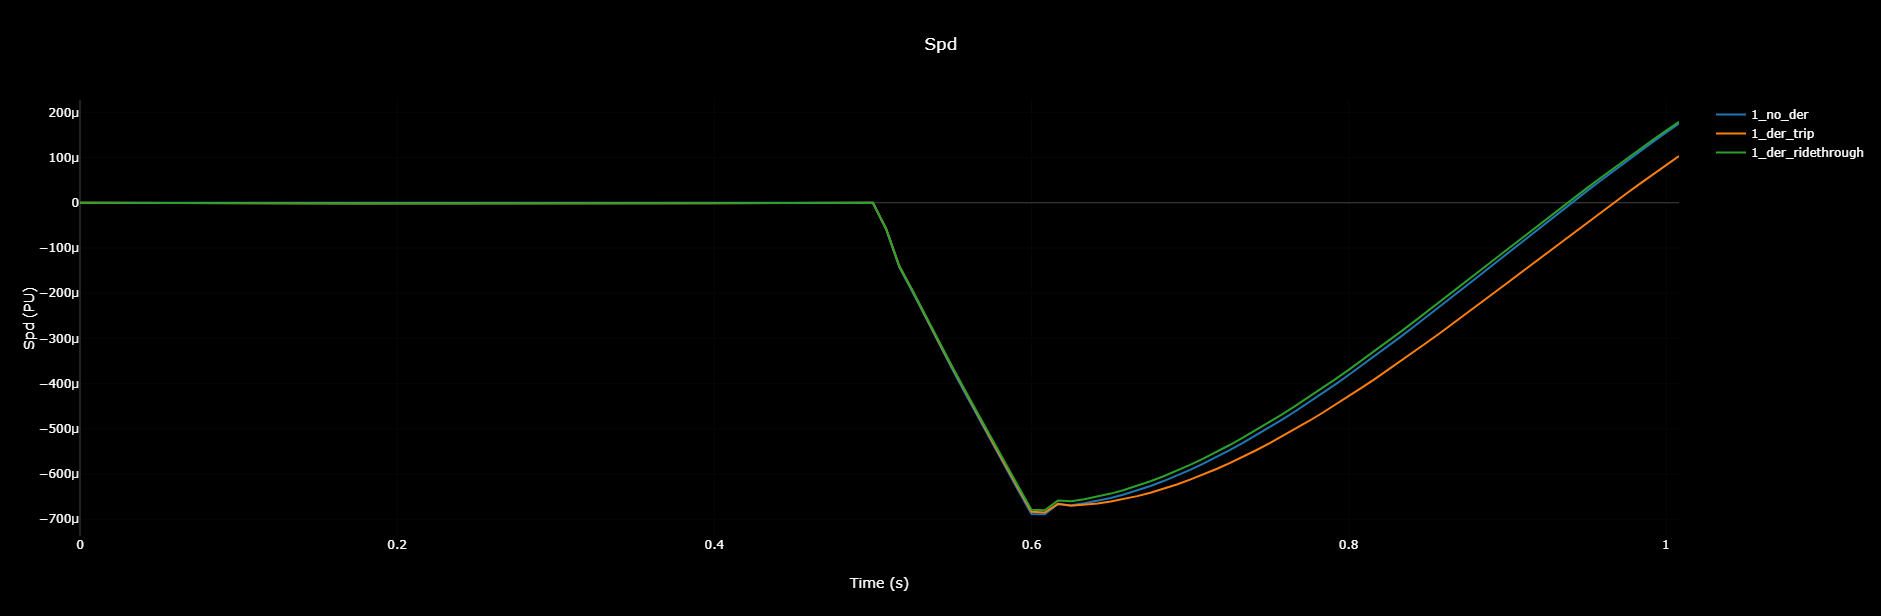 Spd
200μ
100μ
0
−100μ
−200μ
−300μ
−400μ
−500μ
−600μ
−700μ
Spd (PU)
0
0.2
0.4
0.6
0.8
1
Time (s)
1_no_der
1_der_trip
1_der_ridethrough